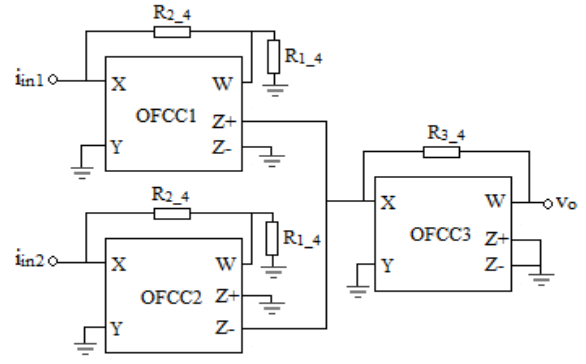 R2_4
iin1
X
W
R1_4
OFCC1
Z+
Y
Z-
R3_4
R2_4
X
W
vo
iin2
X
W
R1_4
OFCC3
Z+
OFCC2
Z+
Y
Z-
Y
Z-